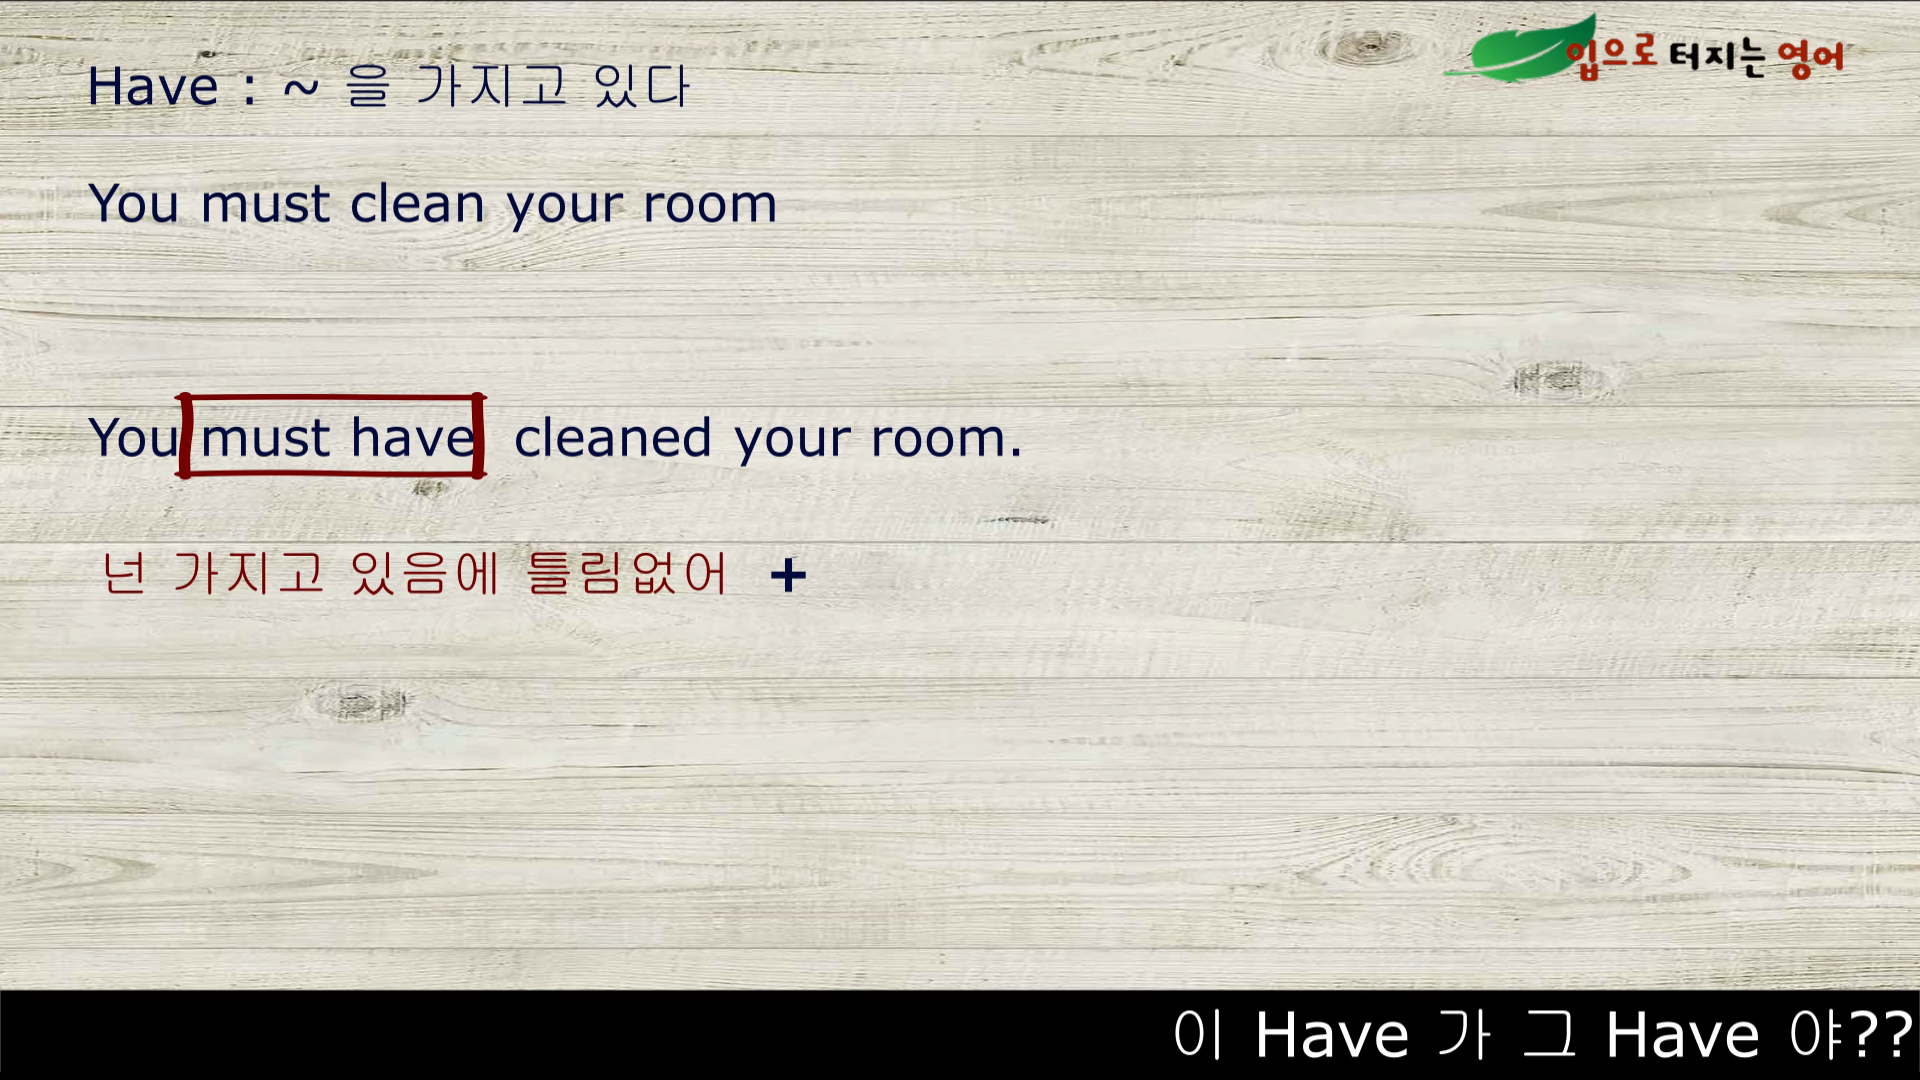 입으로 터지는 영어
Have : ~ 을 가지고 있다
You must clean your room
You must have cleaned your room.
넌 가지고 있음에 틀림없어 +
이 Have 가 그 Have 야??